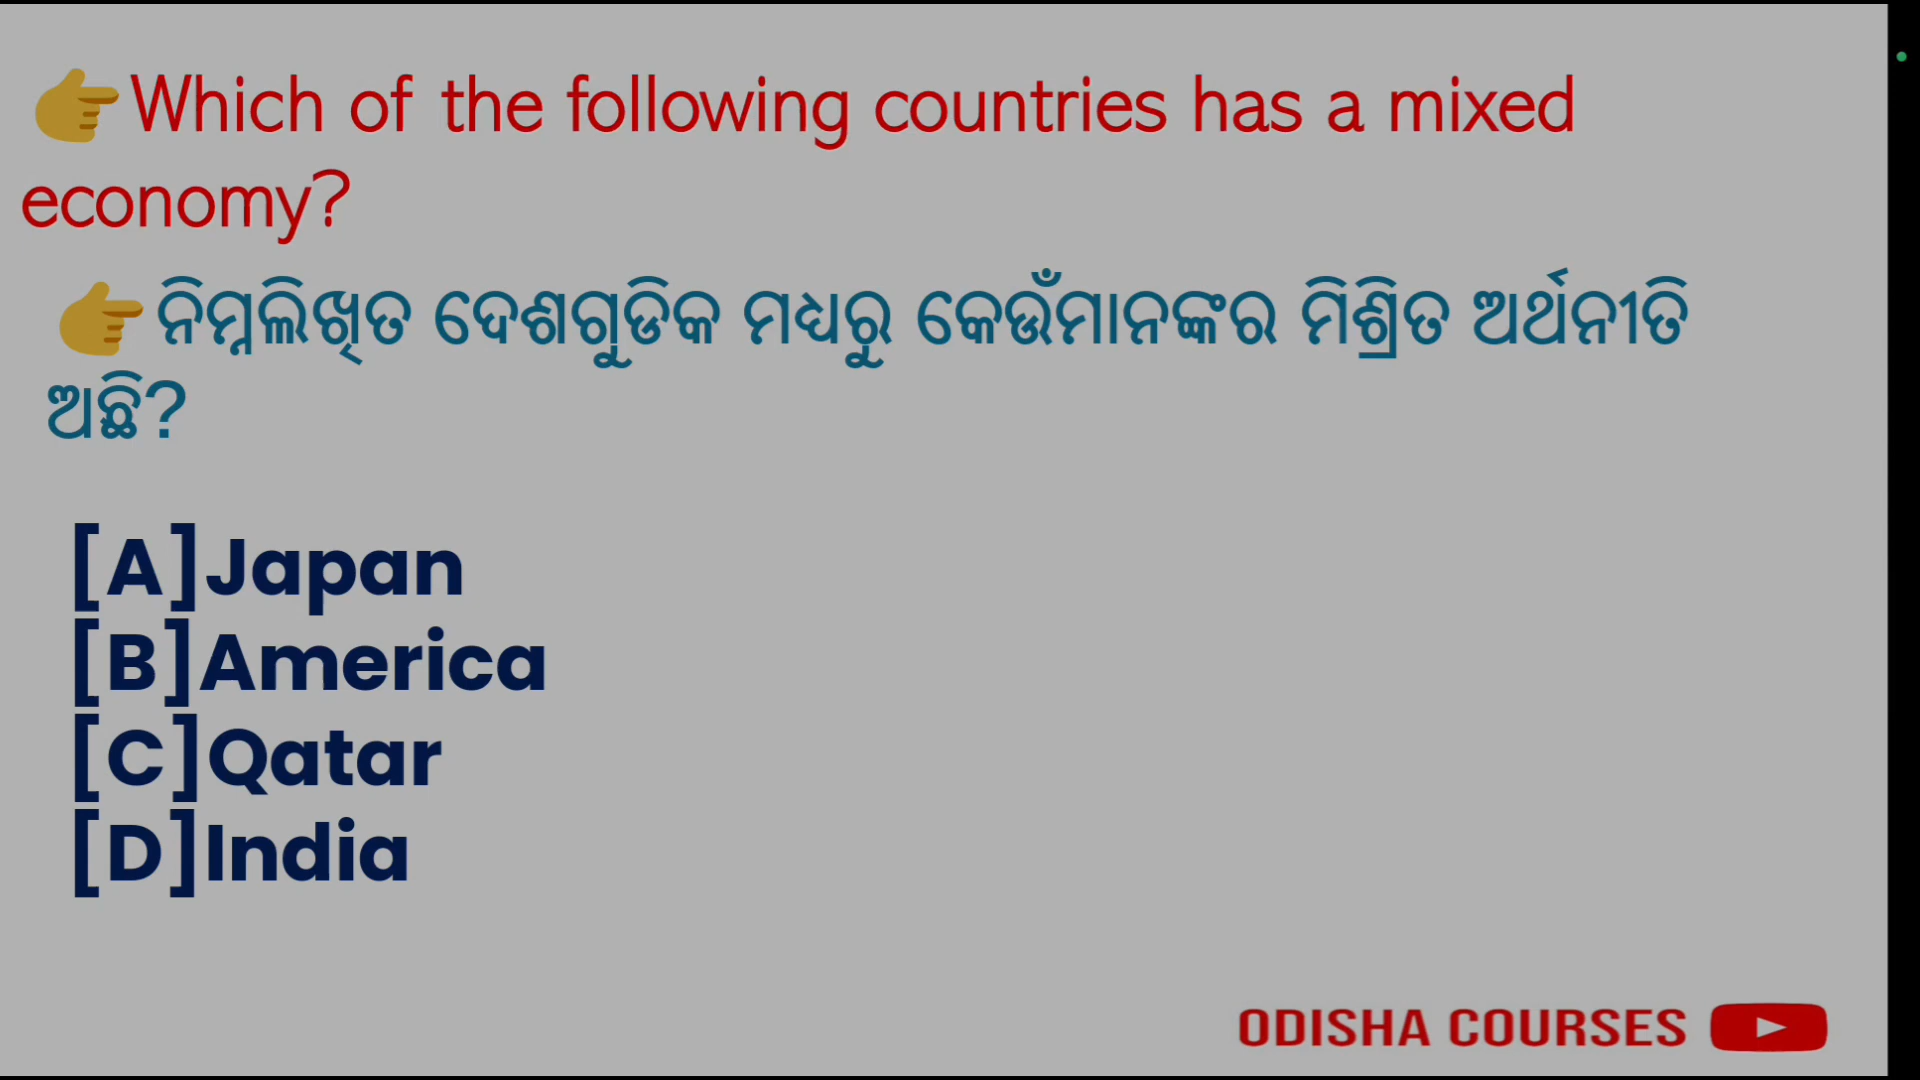 👉Which of the following countries has a mixed
economy?
👉ନିମ୍ନଲିଖିତ ଦେଶଗୁଡିକ ମଧ୍ୟରୁ କେଉଁମାନଙ୍କର ମିଶ୍ରିତ ଅର୍ଥନୀତି
ଅଛି?
[A]Japan
[B]America
[C]Qatar
[D]India
ODISHA COURSES